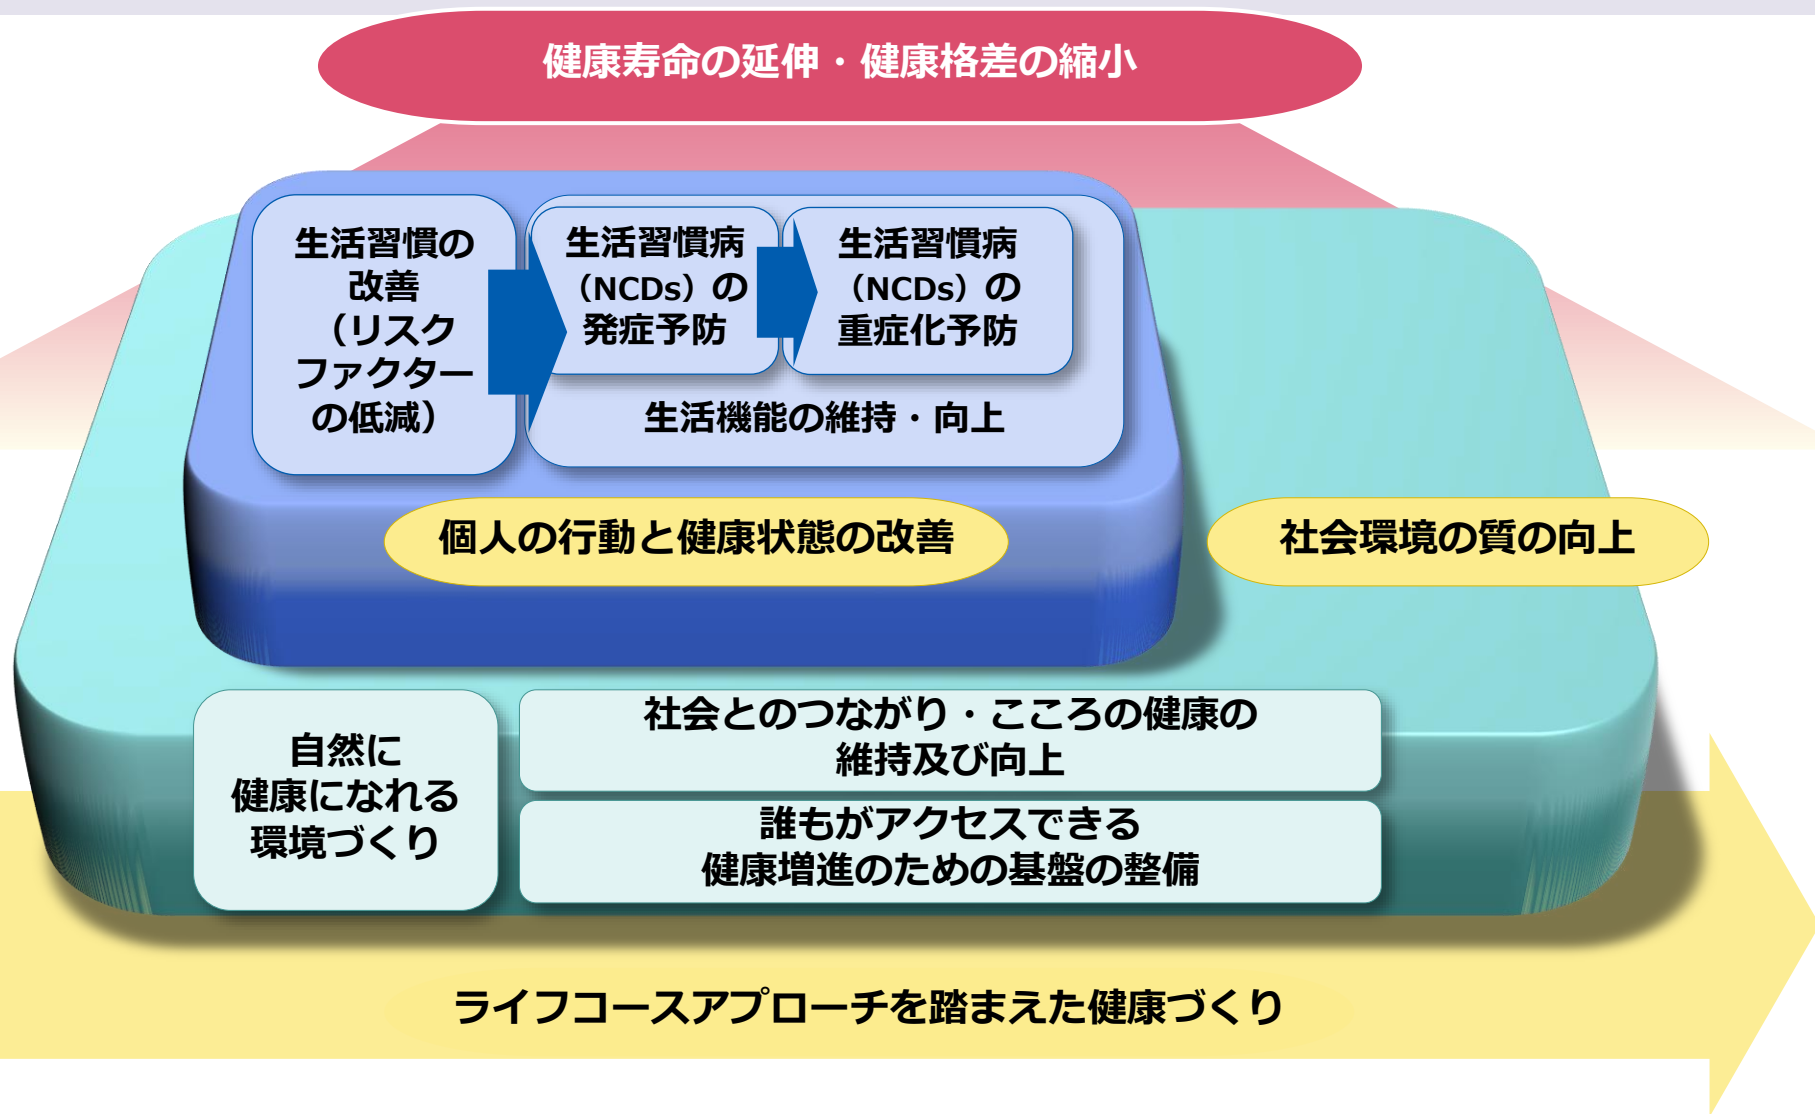 健康寿命の延伸・健康格差の縮小
生活習慣の
改善
（リスク
ファクター
の低減）
生活習慣病
（NCDs）の
発症予防
生活習慣病
（NCDs）の
重症化予防
生活機能の維持・向上
個人の行動と健康状態の改善
社会環境の質の向上
自然に
健康になれる
環境づくり
社会とのつながり・こころの健康の
維持及び向上
誰もがアクセスできる
健康増進のための基盤の整備
ライフコースアプローチを踏まえた健康づくり